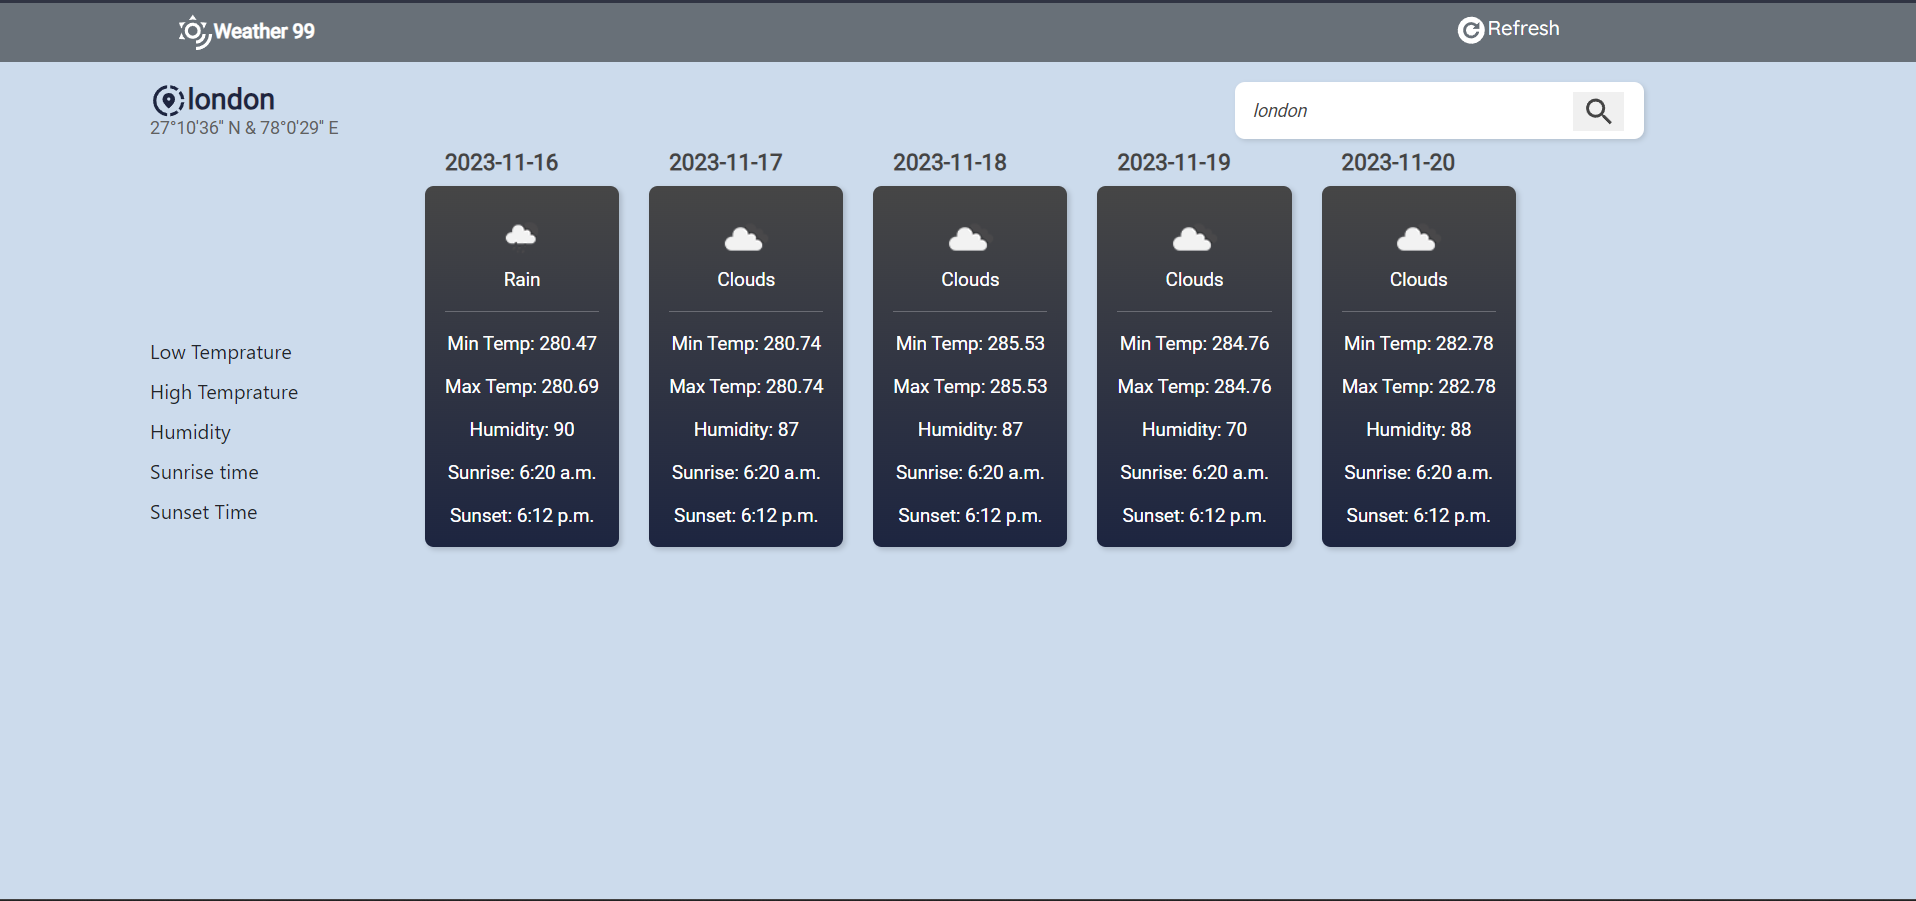 Weather 99
Refresh
london
27°10'36" N & 78°0'29" E
london
2023-11-16
2023-11-17
2023-11-18
2023-11-19
2023-11-20
Low Temprature
High Temprature
Humidity
Sunrise time
Sunset Time
Rain
Min Temp: 280.47
Max Temp: 280.69
Humidity: 90
Sunrise: 6:20 a.m.
Sunset: 6:12 p.m.
Clouds
Min Temp: 280.74
Max Temp: 280.74
Humidity: 87
Sunrise: 6:20 a.m.
Sunset: 6:12 p.m.
Clouds
Min Temp: 285.53
Max Temp: 285.53
Humidity: 87
Sunrise: 6:20 a.m.
Sunset: 6:12 p.m.
Clouds
Min Temp: 284.76
Max Temp: 284.76
Humidity: 70
Sunrise: 6:20 a.m.
Sunset: 6:12 p.m.
Clouds
Min Temp: 282.78
Max Temp: 282.78
Humidity: 88
Sunrise: 6:20 a.m.
Sunset: 6:12 p.m.